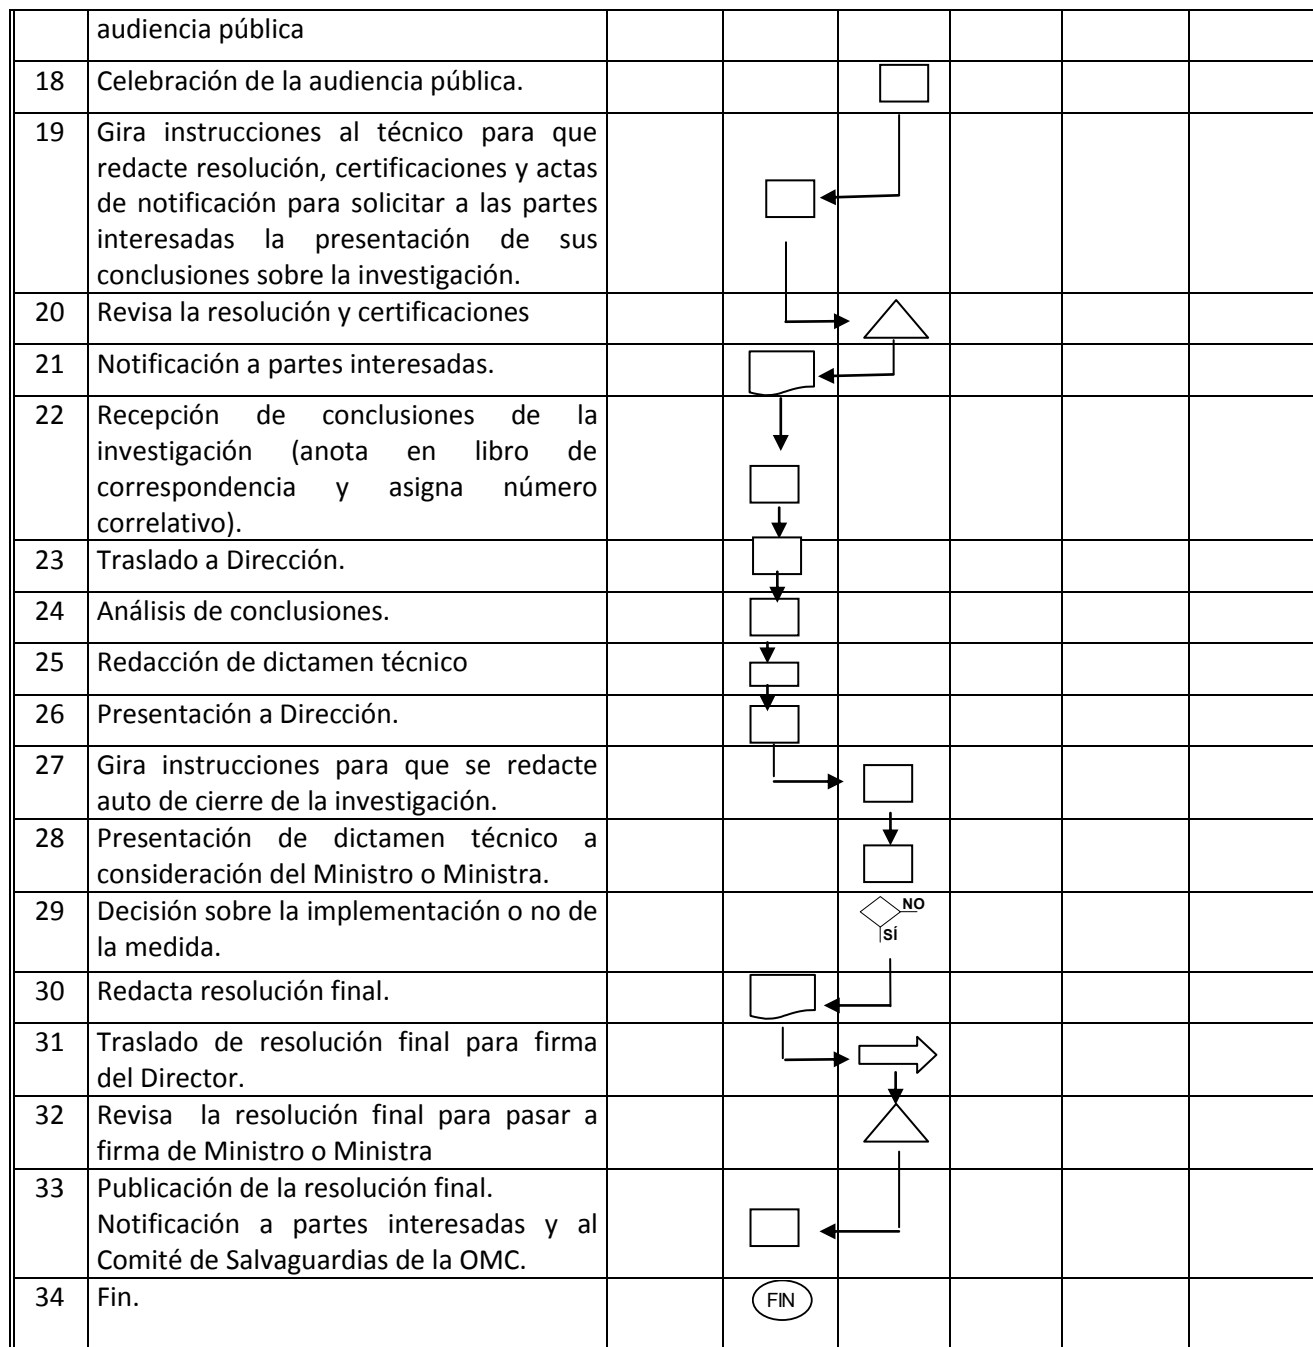 audiencia pública
18 Celebración de la audiencia pública.
19 Gira instrucciones al técnico para que
redacte resolución, certificaciones y actas
de notificación para solicitar a las partes
interesadas la presentación de sus
conclusiones sobre la investigación.
20 Revisa la resolución y certificaciones
21 Notificación a partes interesadas.
22 Recepción de conclusiones de la
investigación (anota en libro de
correspondencia y asigna número
correlativo).
23 Traslado a Dirección.
24 Análisis de conclusiones.
25 Redacción de dictamen técnico
26 Presentación a Dirección.
27 Gira instrucciones para que se redacte
auto de cierre de la investigación.
28 Presentación de dictamen técnico a
consideración del Ministro o Ministra.
29 Decisión sobre la implementación o no de NO
la medida. SÍ
30 Redacta resolución final.
31 Traslado de resolución final para firma
del Director.
32 Revisa la resolución final para pasar a
firma de Ministro o Ministra
33 Publicación de la resolución final.
Notificación a partes interesadas y al
Comité de Salvaguardias de la OMC.
34 Fin. FIN